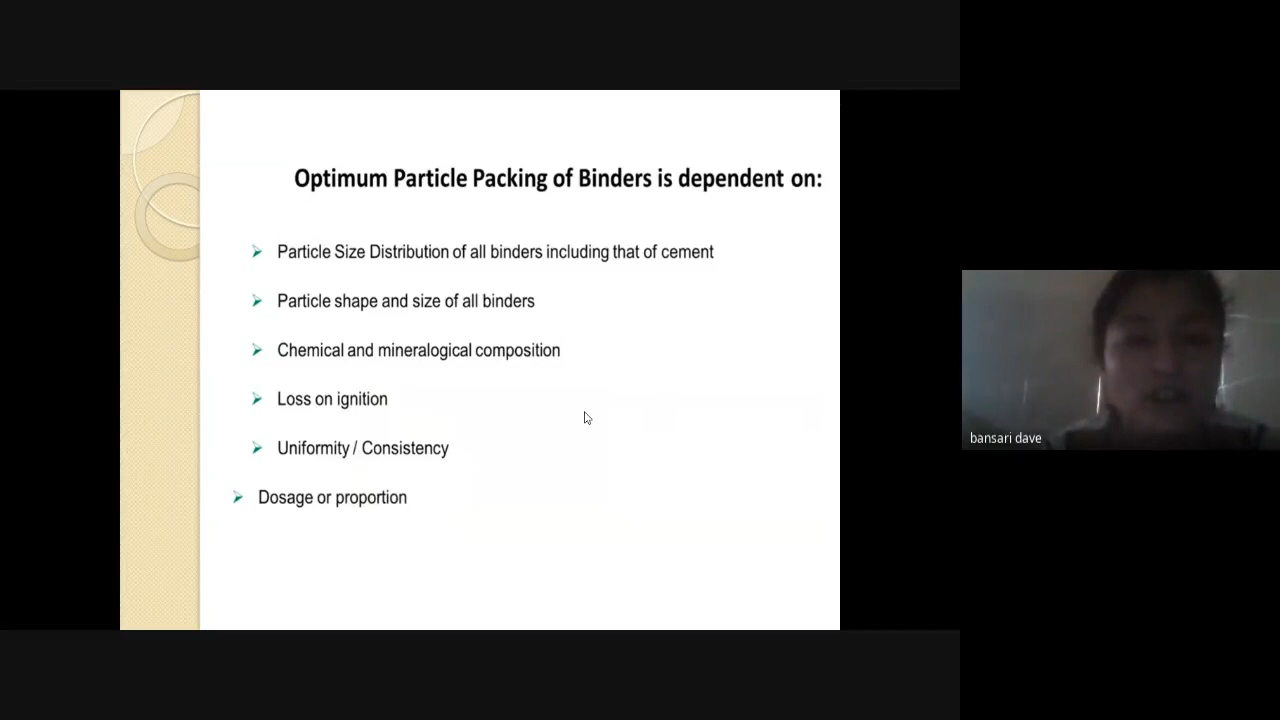 Optimum Particle Packing of Binders is dependent on:
Particle Size Distribution of all binders including that of cement
Particle shape and size of all binders
Chemical and mineralogical composition
Loss on ignition
Uniformity / Consistency
Dosage or proportion
bansari dave